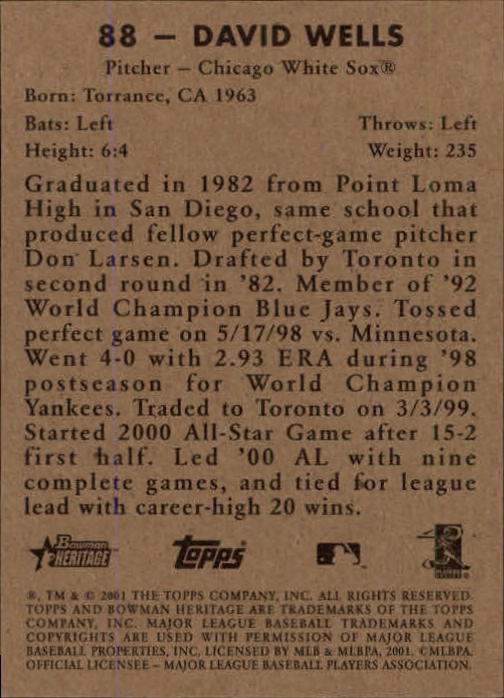 88 – DAVID WELLS
Pitcher – Chicago White Sox®
Born: Torrance, CA 1963
Bats: Left Throws: Left
Height: 6:4 Weight: 235
Graduated in 1982 from Point Loma
High in San Diego, same school that
produced fellow perfect-game pitcher
Don Larsen. Drafted by Toronto in
second round in '82. Member of '92
World Champion Blue Jays. Tossed
perfect game on 5/17/98 vs. Minnesota.
Went 4-0 with 2.93 ERA during '98
postseason for World Champion
Yankees. Traded to Toronto on 3/3/99.
Started 2000 All-Star Game after 15-2
first half. Led '00 AL with nine
complete games, and tied for league
lead with career-high 20 wins.
Bowman
HERITAGE
TOPPS
®, TM & © 2001 THE TOPPS COMPANY, INC. ALL RIGHTS RESERVED.
TOPPS AND BOWMAN HERITAGE ARE TRADEMARKS OF THE TOPPS
COMPANY, INC. MAJOR LEAGUE BASEBALL TRADEMARKS AND
COPYRIGHTS ARE USED WITH PERMISSION OF MAJOR LEAGUE
BASEBALL PROPERTIES, INC. LICENSED BY MLB & MLBPA, 2001. ©MLBPA.
OFFICIAL LICENSEE – MAJOR LEAGUE BASEBALL PLAYERS ASSOCIATION.